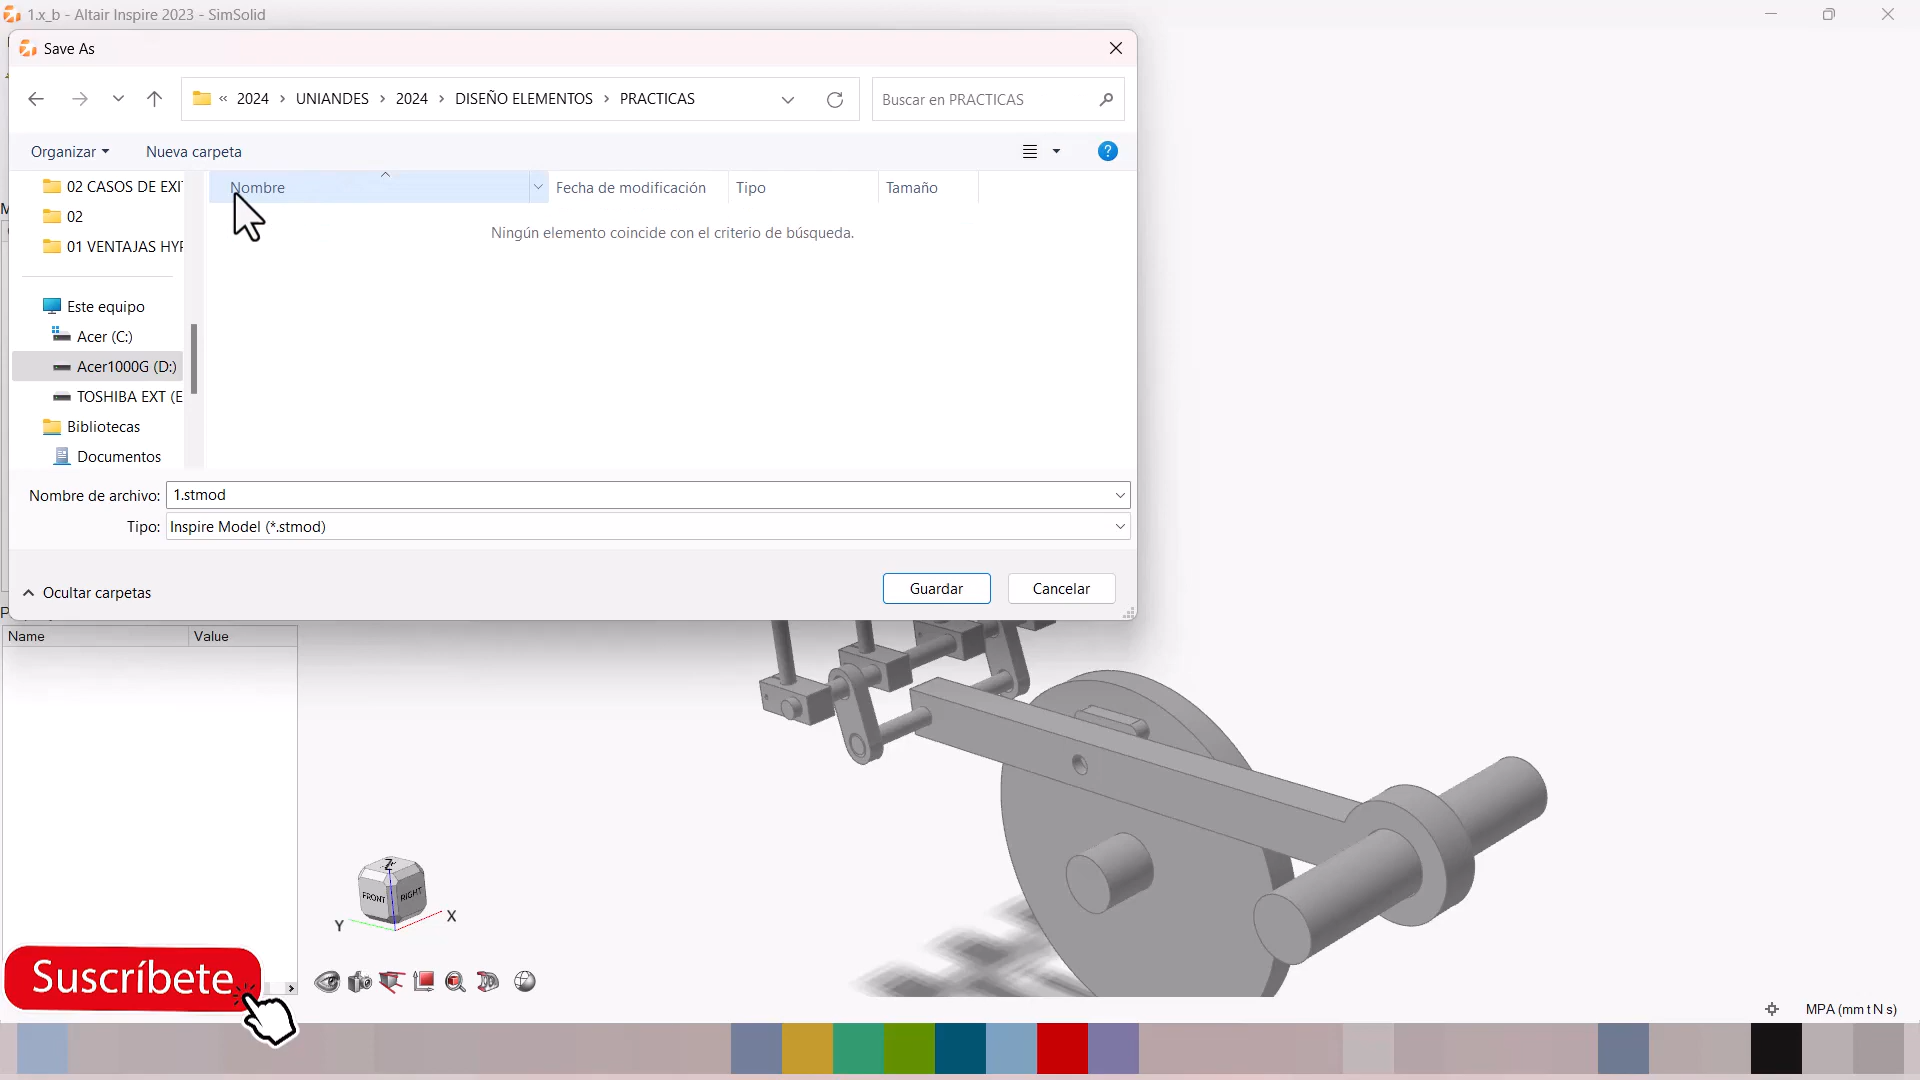 1.x_b - Altair Inspire 2023 - SimSolid
Save As
« 2024 › UNIANDES › 2024 › DISEÑO ELEMENTOS › PRACTICAS
Buscar en PRACTICAS
Organizar
Nueva carpeta
?
Nombre
Fecha de modificación
Tipo
Tamaño
Ningún elemento coincide con el criterio de búsqueda.
02 CASOS DE EXI
02
01 VENTAJAS HY
Este equipo
Acer (C:)
Acer1000G (D:)
TOSHIBA EXT (E
Bibliotecas
Documentos
Nombre de archivo: 1.stmod
Tipo: Inspire Model (*.stmod)
Ocultar carpetas
Guardar
Cancelar
Name
Value
Z
FRONT
RIGHT
Y
X
Suscríbete
MPA (mm t N s)